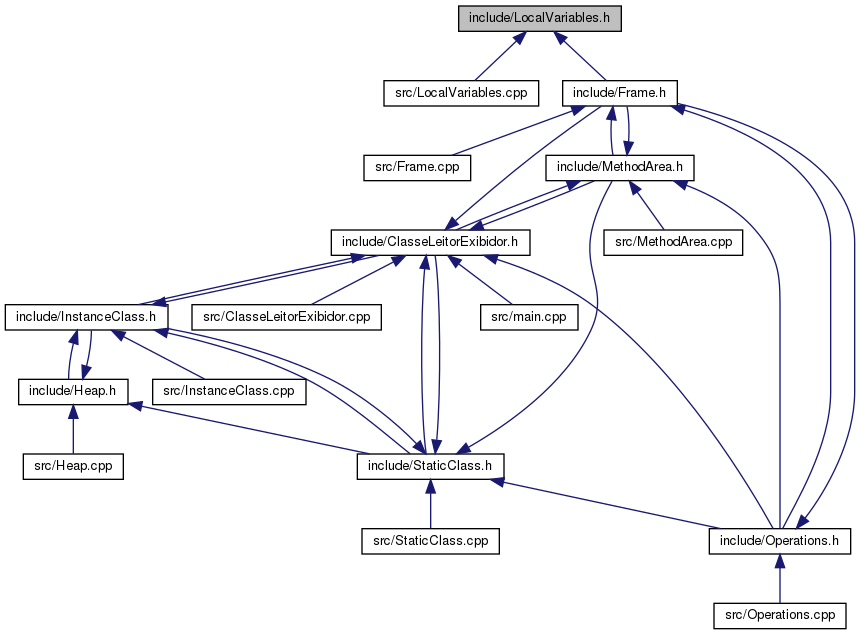 include/LocalVariables.h
src/LocalVariables.cpp
include/Frame.h
src/Frame.cpp
include/MethodArea.h
include/ClasseLeitorExibidor.h
src/MethodArea.cpp
include/InstanceClass.h
src/ClasseLeitorExibidor.cpp
src/main.cpp
include/Heap.h
src/InstanceClass.cpp
src/Heap.cpp
include/StaticClass.h
src/StaticClass.cpp
include/Operations.h
src/Operations.cpp